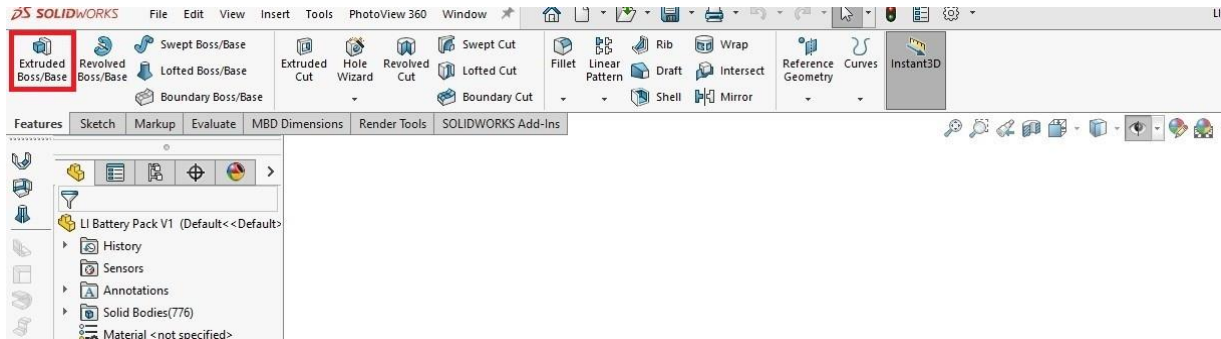 SOLIDWORKS File Edit View Insert Tools PhotoView 360 Window LI
Extruded Boss/Base
Revolved Boss/Base
Swept Boss/Base
Lofted Boss/Base
Boundary Boss/Base
Extruded Cut
Hole Wizard
Revolved Cut
Swept Cut
Lofted Cut
Boundary Cut
Fillet
Linear Pattern
Rib
Draft
Shell
Wrap
Intersect
Mirror
Reference Geometry
Curves
Instant3D
Features Sketch Markup Evaluate MBD Dimensions Render Tools SOLIDWORKS Add-Ins
LI Battery Pack V1 (Default<<Default>
History
Sensors
Annotations
Solid Bodies(776)
Material <not specified>